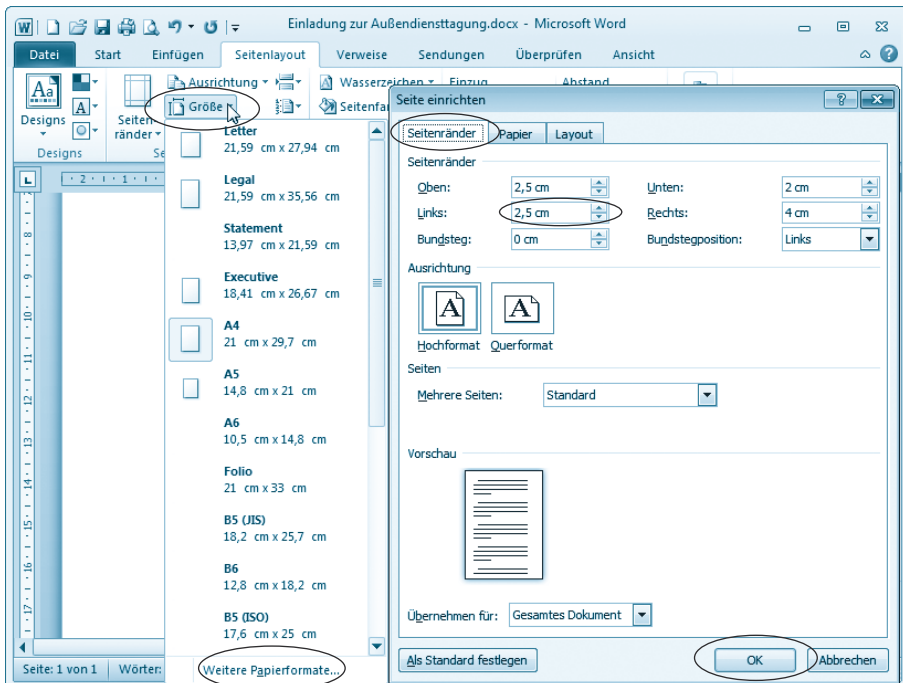 Einladung zur Außendiensttagung.docx - Microsoft Word
Datei Start Einfügen Seitenlayout Verweise Sendungen Überprüfen Ansicht
Ausrichtung Wasserzeichen Einzug Abstand
Größe Seitenfa
Designs Seiten
ränder
Designs Se
Letter
21,59 cm x 27,94 cm
Legal
21,59 cm x 35,56 cm
Statement
13,97 cm x 21,59 cm
Executive
18,41 cm x 26,67 cm
A4
21 cm x 29,7 cm
A5
14,8 cm x 21 cm
A6
10,5 cm x 14,8 cm
Folio
21 cm x 33 cm
B5 (JIS)
18,2 cm x 25,7 cm
B6
12,8 cm x 18,2 cm
B5 (ISO)
17,6 cm x 25 cm
Weitere Papierformate...
Seite einrichten
Seitenränder Papier Layout
Seitenränder
Oben: 2,5 cm Unten: 2 cm
Links: 2,5 cm Rechts: 4 cm
Bundsteg: 0 cm Bundstegposition: Links
Ausrichtung
A A
Hochformat Querformat
Seiten
Mehrere Seiten: Standard
Vorschau
Übernehmen für: Gesamtes Dokument
Als Standard festlegen OK Abbrechen
Seite: 1 von 1 Wörter: